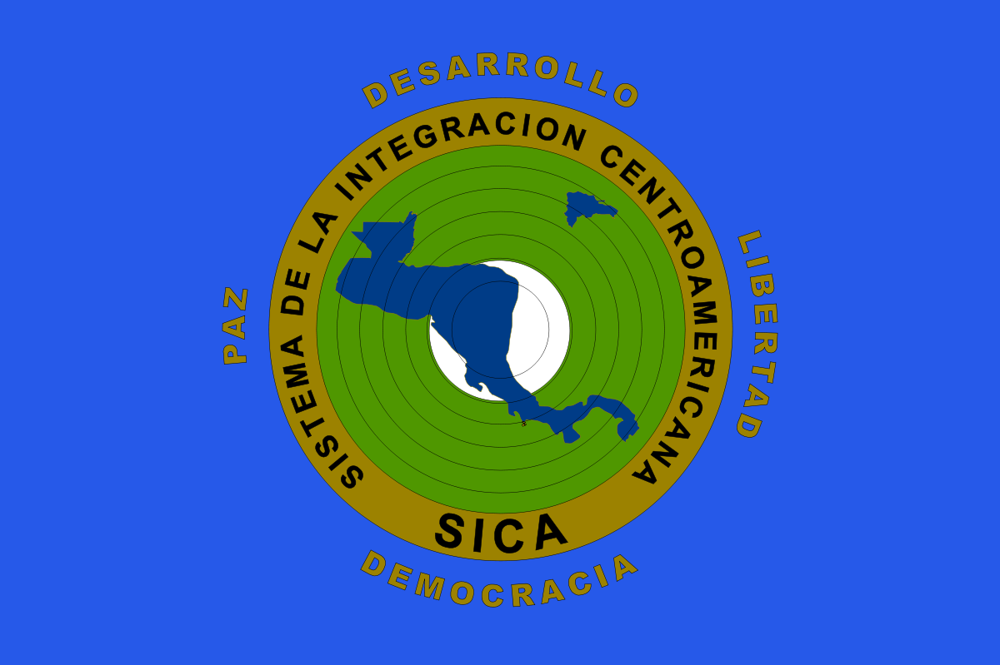 DESARROLLO
SISTEMA DE LA INTEGRACION CENTROAMERICANA
PAZ
LIBERTAD
SICA
DEMOCRACIA